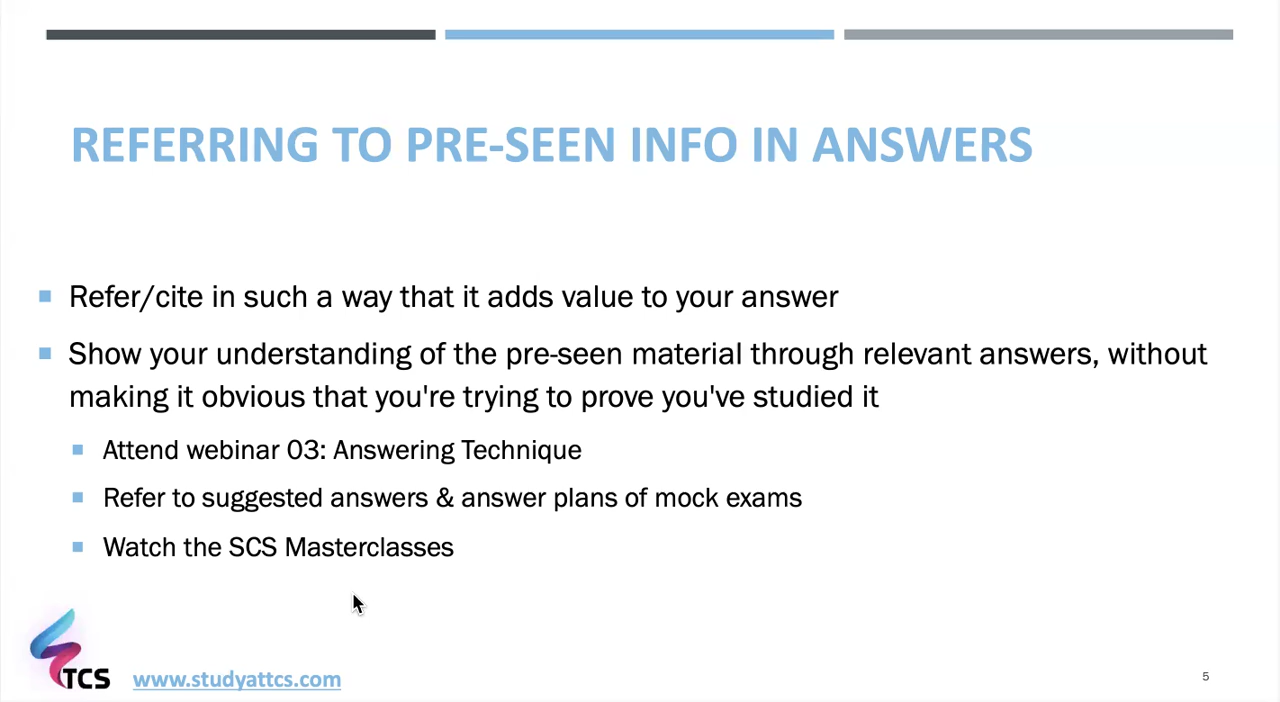 REFERRING TO PRE-SEEN INFO IN ANSWERS
Refer/cite in such a way that it adds value to your answer
Show your understanding of the pre-seen material through relevant answers, without
making it obvious that you're trying to prove you've studied it
Attend webinar 03: Answering Technique
Refer to suggested answers & answer plans of mock exams
Watch the SCS Masterclasses
TCS
www.studyattcs.com
5